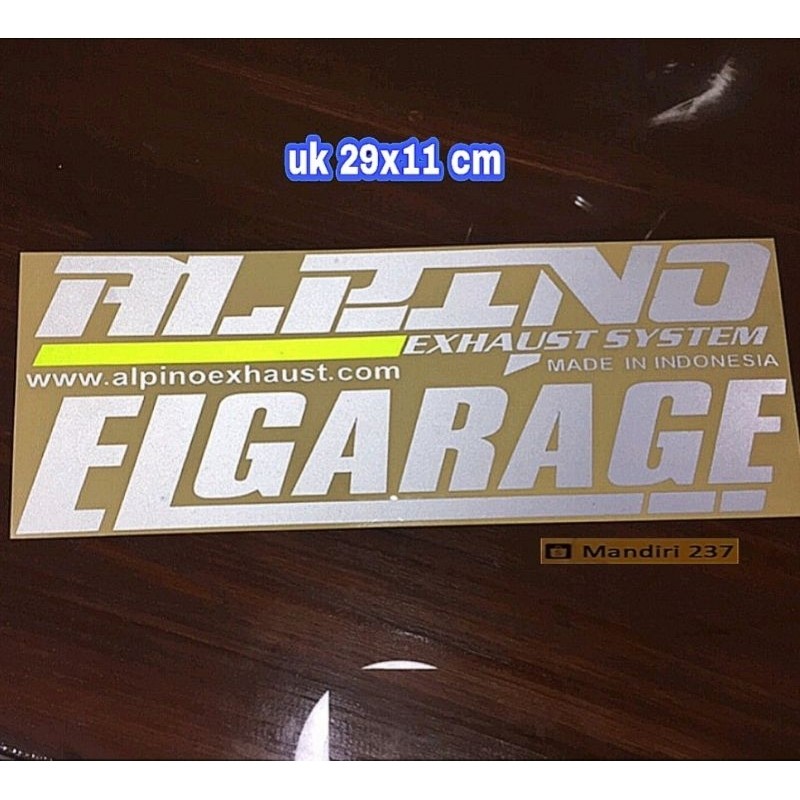 uk 29x11 cm
ALPINO
EXHAUST SYSTEM
MADE IN INDONESIA
www.alpinoexhaust.com
ELGARAGE
Mandiri 237